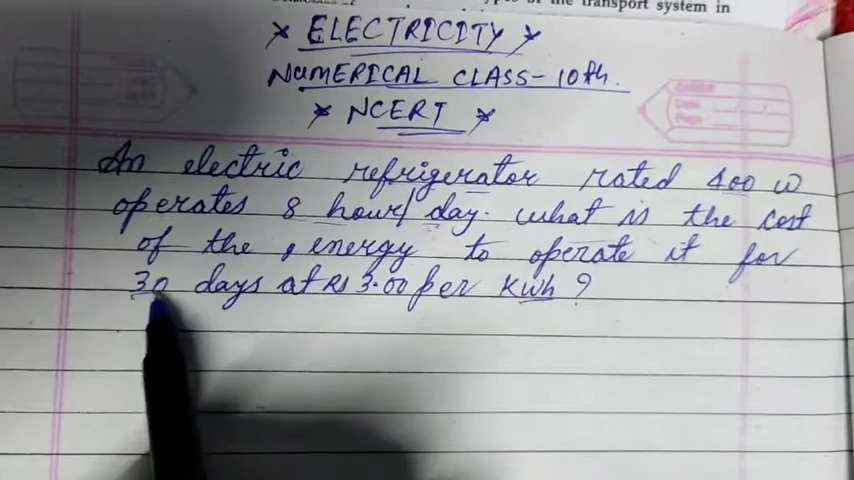 the transport system in
* ELECTRICITY *
NUMERICAL CLASS-10th.
* NCERT *
An electric refrigerator rated 400 W
operates 8 hour/day. what is the cost
of the energy to operate it for
30 days at Rs 3.00 per kwh ?